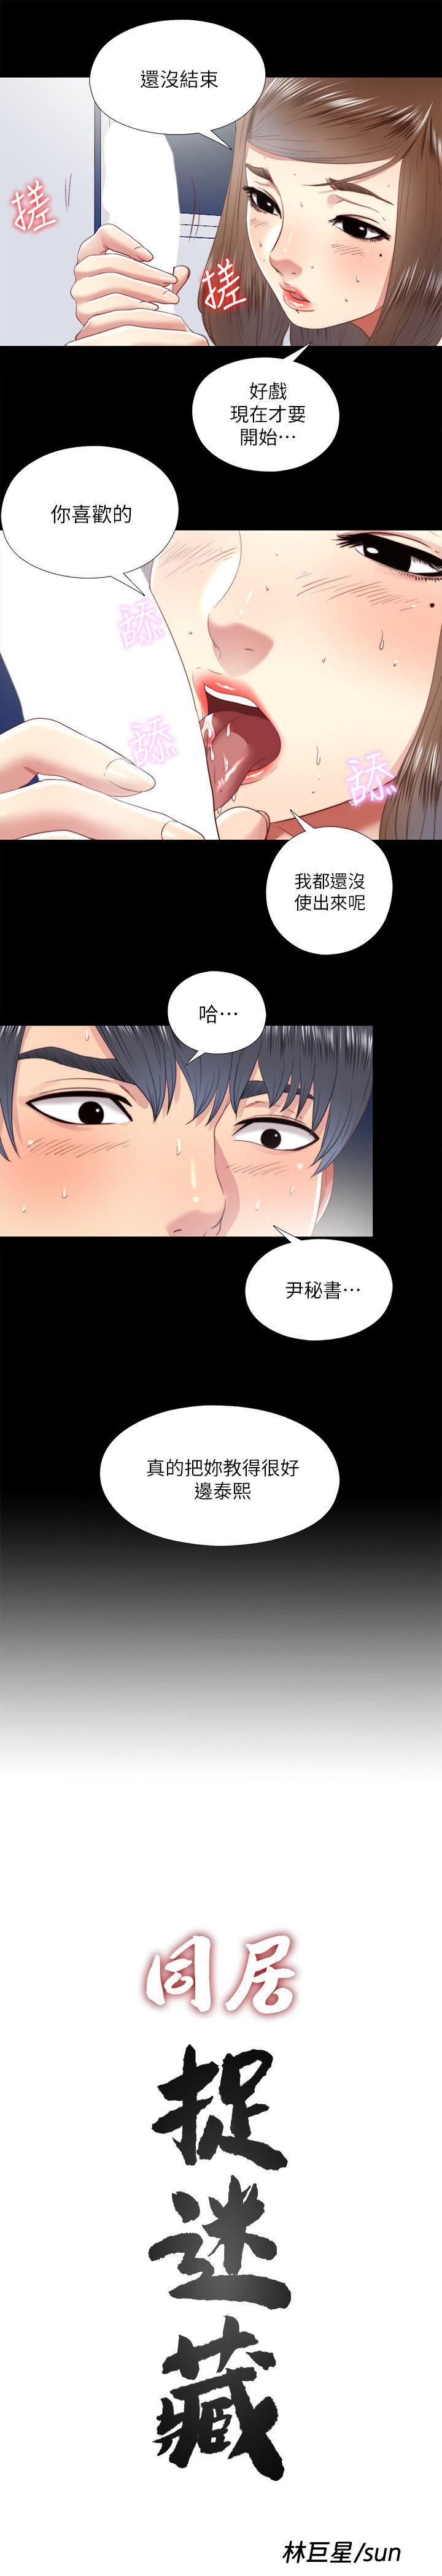 還沒結束
搓
搓
好戲
現在才要
開始⋯
你喜歡的
舔
舔
舔
我都還沒
使出來呢
哈⋯
尹秘書⋯
真的把妳教得很好
邊泰熙
同居
捉
迷
藏
林巨星/sun